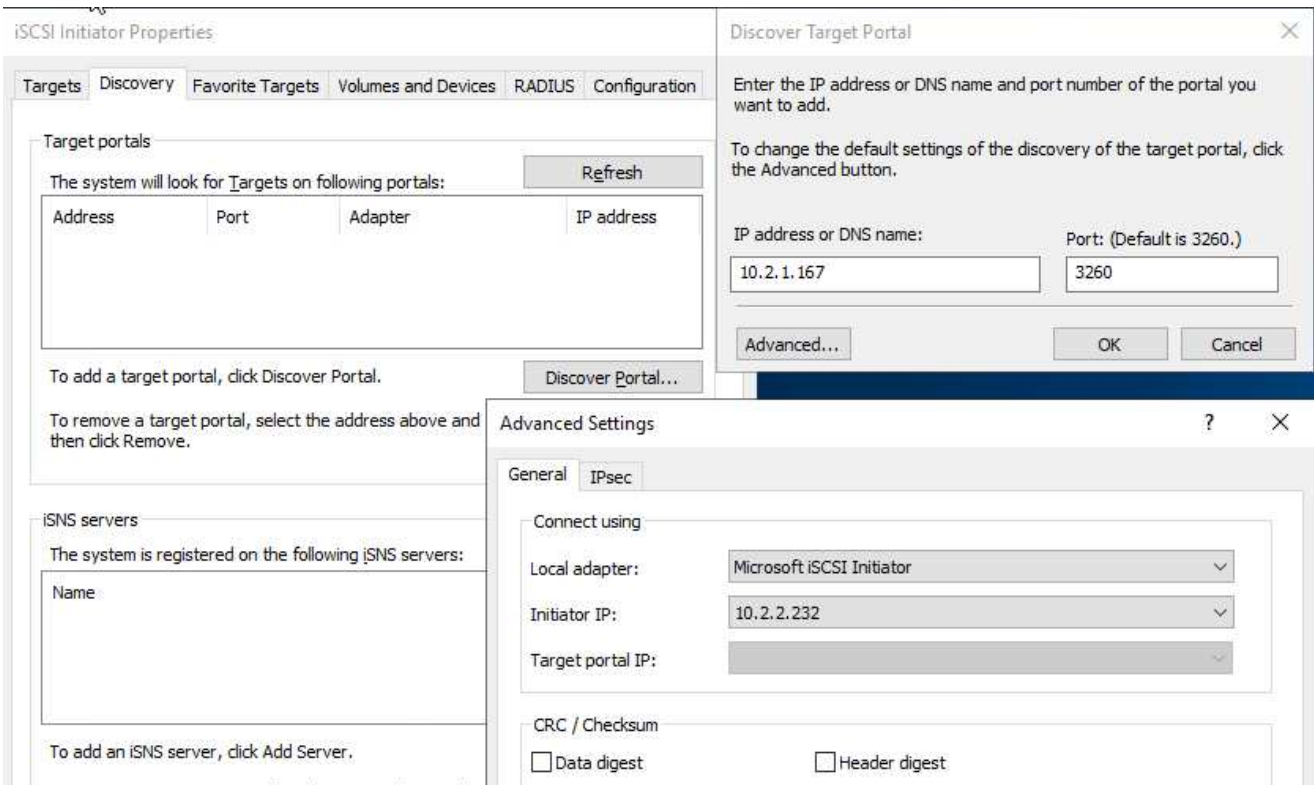 iSCSI Initiator Properties
Targets Discovery Favorite Targets Volumes and Devices RADIUS Configuration
Target portals
The system will look for Targets on following portals:
Refresh
Address Port Adapter IP address
To add a target portal, click Discover Portal.
Discover Portal...
To remove a target portal, select the address above and
then click Remove.
iSNS servers
The system is registered on the following iSNS servers:
Name
To add an iSNS server, click Add Server.
Discover Target Portal
Enter the IP address or DNS name and port number of the portal you
want to add.
To change the default settings of the discovery of the target portal, click
the Advanced button.
IP address or DNS name: Port: (Default is 3260.)
10.2.1.167 3260
Advanced... OK Cancel
Advanced Settings ?
General IPsec
Connect using
Local adapter: Microsoft iSCSI Initiator
Initiator IP: 10.2.2.232
Target portal IP:
CRC / Checksum
Data digest Header digest